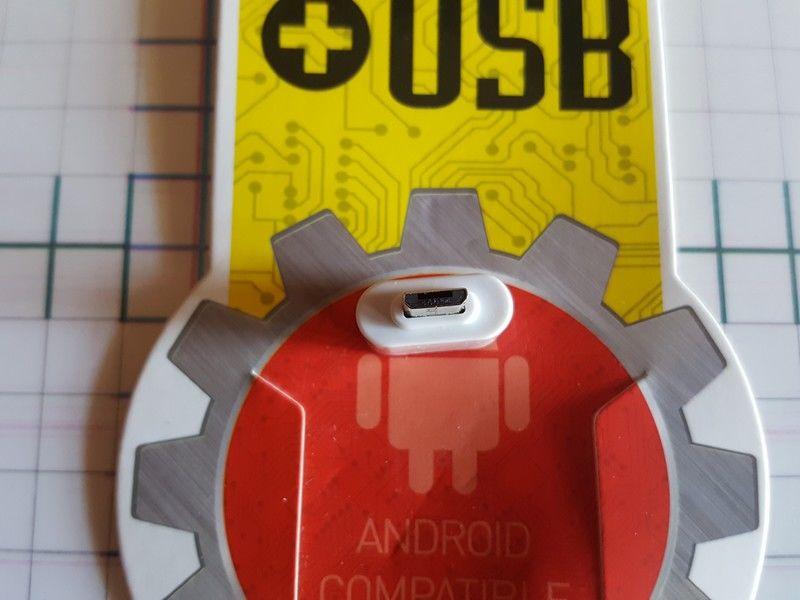 +USB
ANDROID
COMPATIBLE